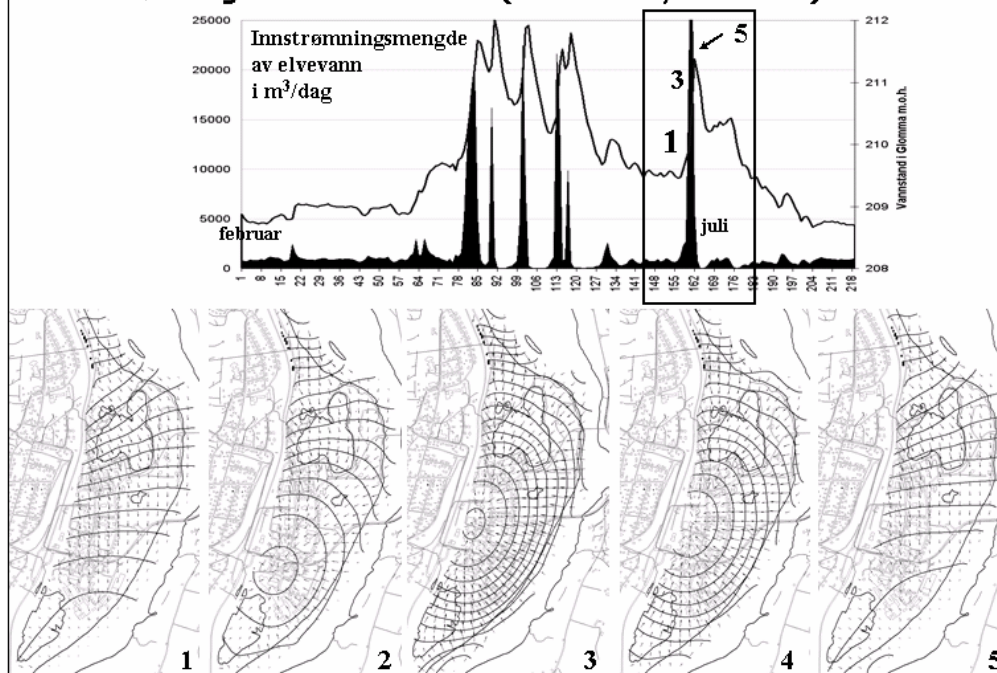 Innstrømningsmengde
av elvevann
i m³/dag
25000
20000
15000
10000
5000
0
februar
1
3
5
juli
212
211
210
209
208
Vannstand i Glomma m.o.h.
1 8 15 22 29 36 43 50 57 64 71 78 85 92 99 106 113 120 127 134 141 148 155 162 169 176 183 190 197 204 211 218
1 2 3 4 5